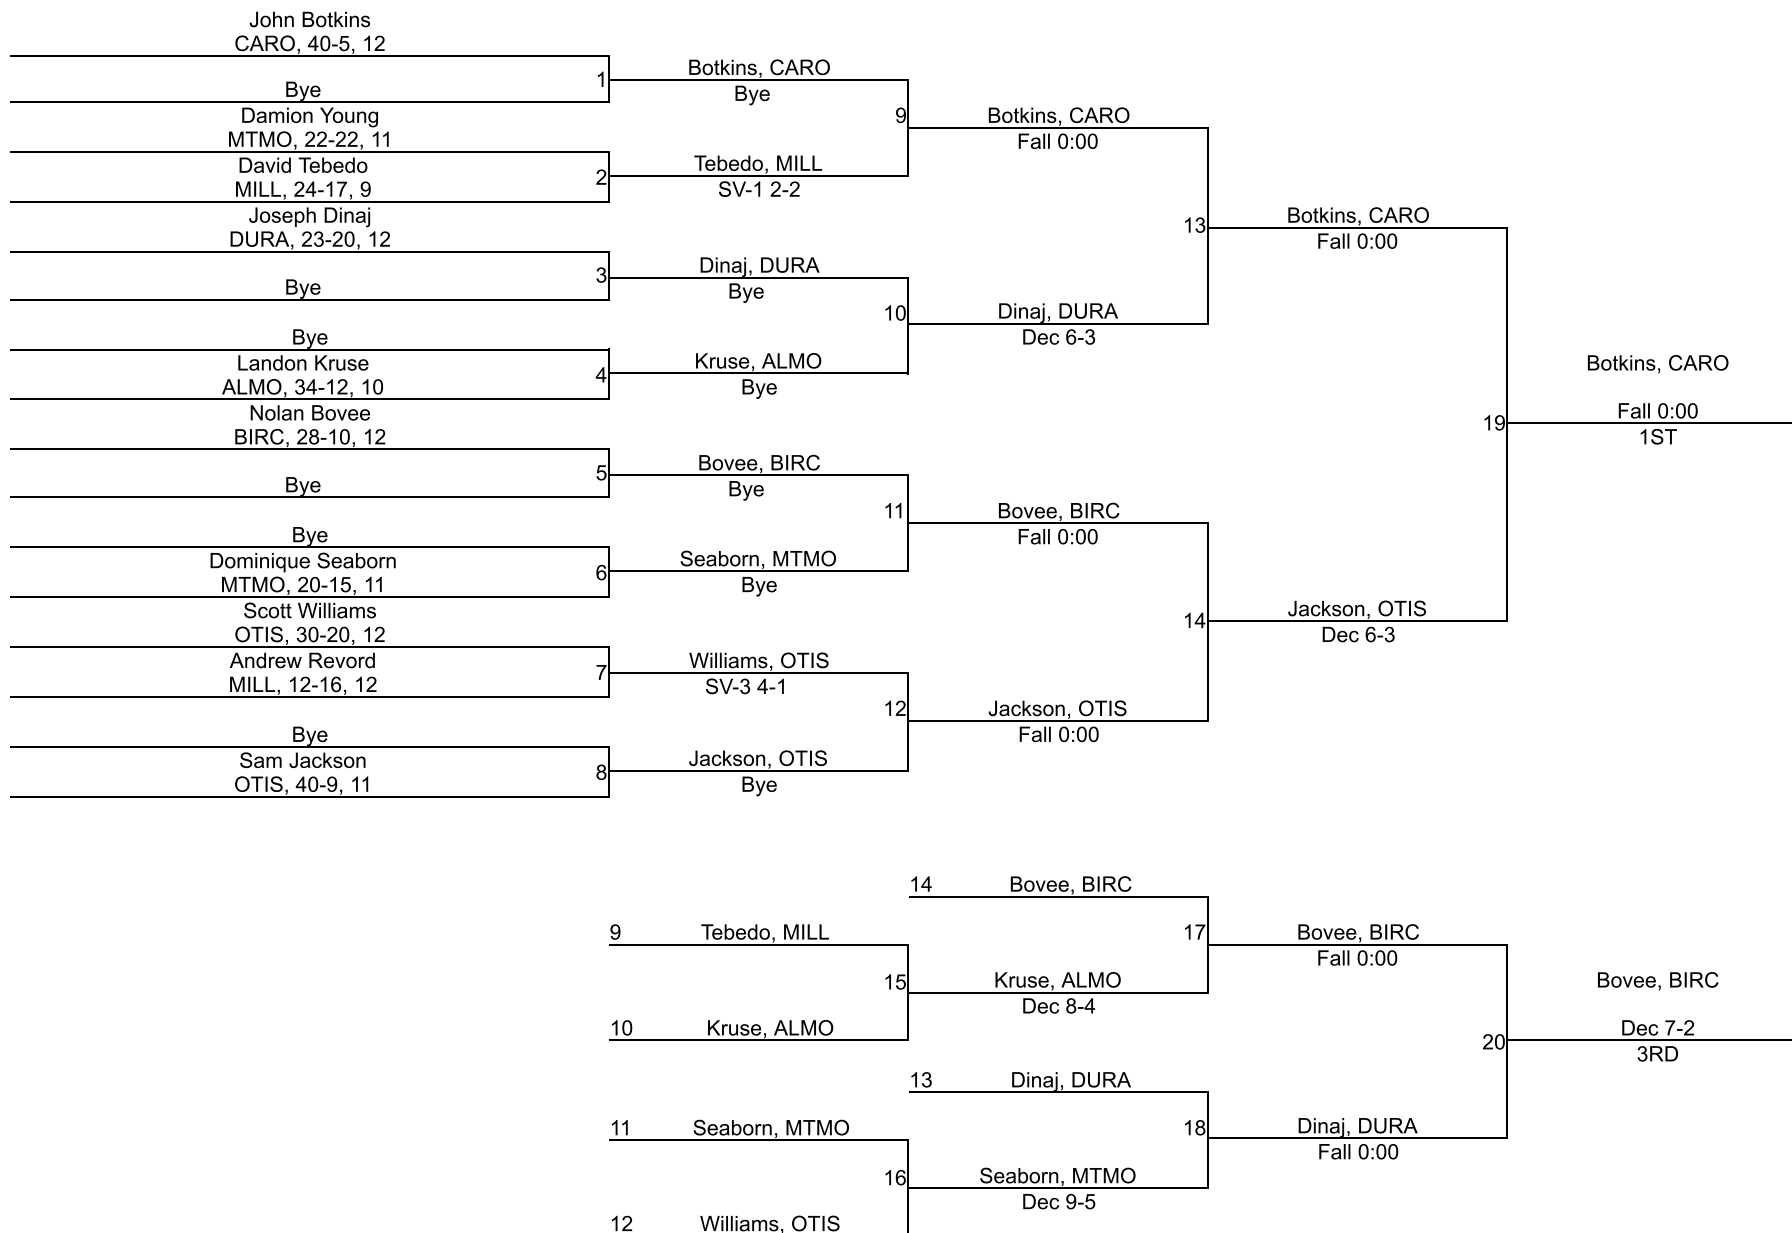 John Botkins
CARO, 40-5, 12
1
Bye
Damion Young
MTMO, 22-22, 11
David Tebedo
2
MILL, 24-17, 9
Joseph Dinaj
DURA, 23-20, 12
3
Bye
Bye
Landon Kruse
4
ALMO, 34-12, 10
Nolan Bovee
BIRC, 28-10, 12
5
Bye
Bye
Dominique Seaborn
6
MTMO, 20-15, 11
Scott Williams
OTIS, 30-20, 12
Andrew Revord
7
MILL, 12-16, 12
Bye
Sam Jackson
8
OTIS, 40-9, 11
Botkins, CARO
Bye
9
Tebedo, MILL
SV-1 2-2
Dinaj, DURA
Bye
10
Kruse, ALMO
Bye
Bovee, BIRC
Bye
11
Seaborn, MTMO
Bye
Williams, OTIS
SV-3 4-1
12
Jackson, OTIS
Bye
Botkins, CARO
Fall 0:00
13
Dinaj, DURA
Dec 6-3
Bovee, BIRC
Fall 0:00
14
Jackson, OTIS
Fall 0:00
Botkins, CARO
Fall 0:00
19
Jackson, OTIS
Dec 6-3
Botkins, CARO
Fall 0:00
1ST
14 Bovee, BIRC
9 Tebedo, MILL
17
15
Kruse, ALMO
Dec 8-4
10 Kruse, ALMO
13 Dinaj, DURA
11 Seaborn, MTMO
18
16
Seaborn, MTMO
Dec 9-5
12 Williams, OTIS
Bovee, BIRC
Fall 0:00
20
Dinaj, DURA
Fall 0:00
Bovee, BIRC
Dec 7-2
3RD